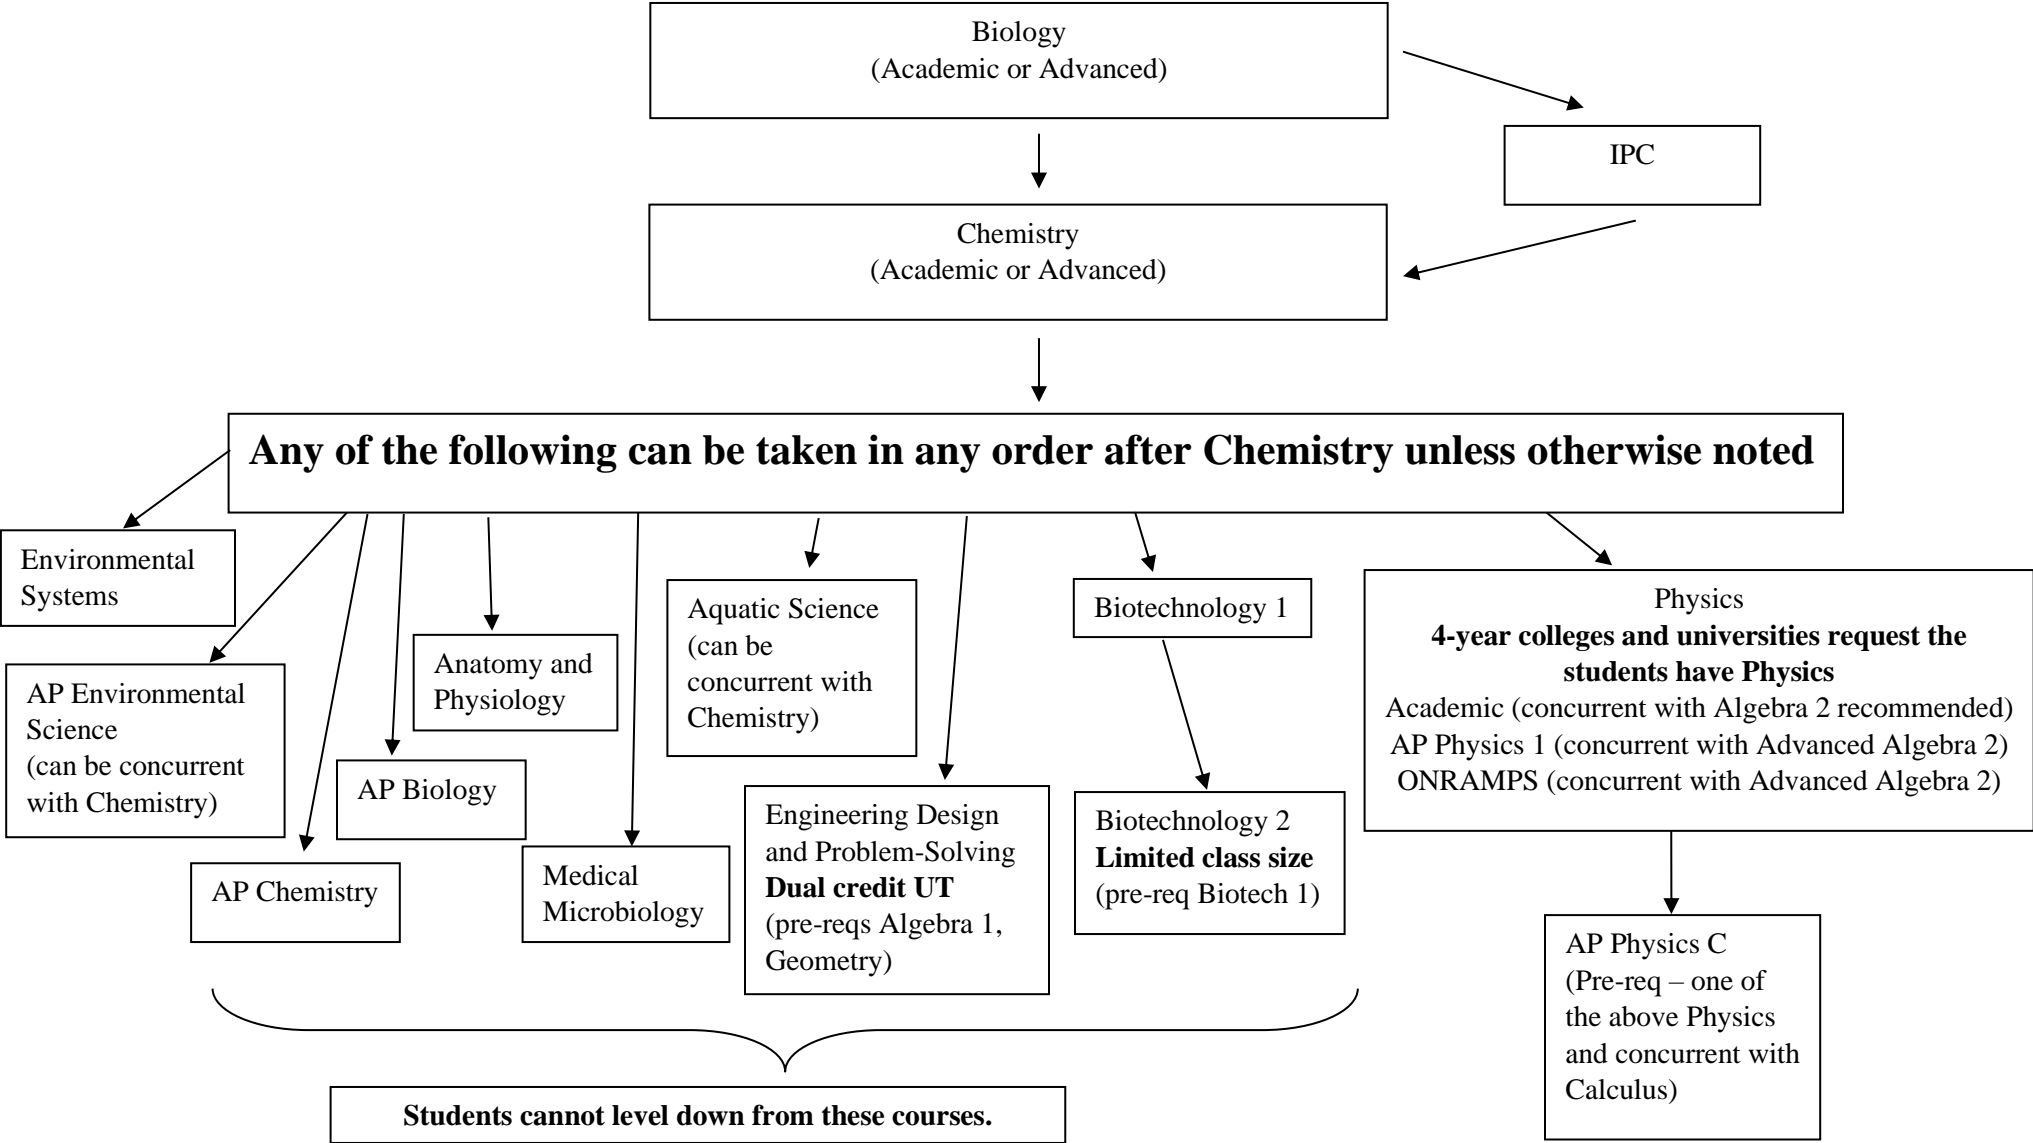 Biology
(Academic or Advanced)
IPC
Chemistry
(Academic or Advanced)
Any of the following can be taken in any order after Chemistry unless otherwise noted
Environmental
Systems
AP Environmental
Science
(can be concurrent
with Chemistry)
AP Chemistry
AP Biology
Anatomy and
Physiology
Medical
Microbiology
Aquatic Science
(can be
concurrent with
Chemistry)
Engineering Design
and Problem-Solving
Dual credit UT
(pre-reqs Algebra 1,
Geometry)
Biotechnology 1
Biotechnology 2
Limited class size
(pre-req Biotech 1)
Physics
4-year colleges and universities request the
students have Physics
Academic (concurrent with Algebra 2 recommended)
AP Physics 1 (concurrent with Advanced Algebra 2)
ONRAMPS (concurrent with Advanced Algebra 2)
AP Physics C
(Pre-req – one of
the above Physics
and concurrent with
Calculus)
Students cannot level down from these courses.